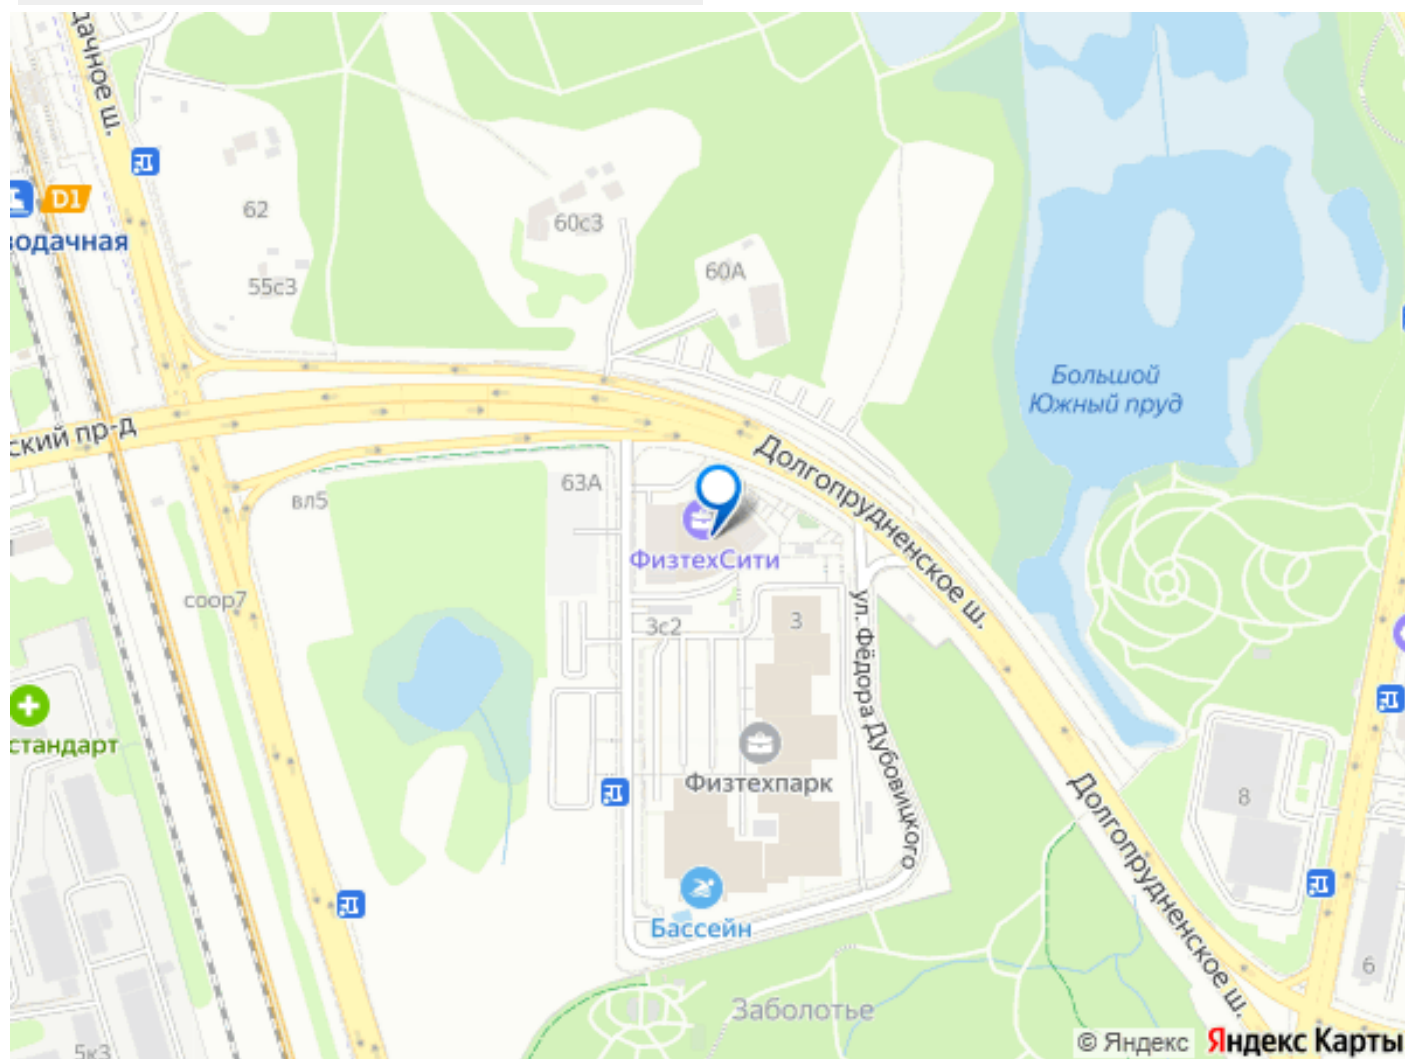 дачное ш.
D1
водачная
62
55с3
60с3
60А
Большой
Южный пруд
ский пр-д
Долгопрудненское ш.
63А
вл5
ФизтехСити
соор7
3с2
3
ул. Фёдора Дубовицкого
стандарт
Физтехпарк
8
Долгопрудненское ш.
Бассейн
6
Заболотье
5к3
© Яндекс Яндекс Карты